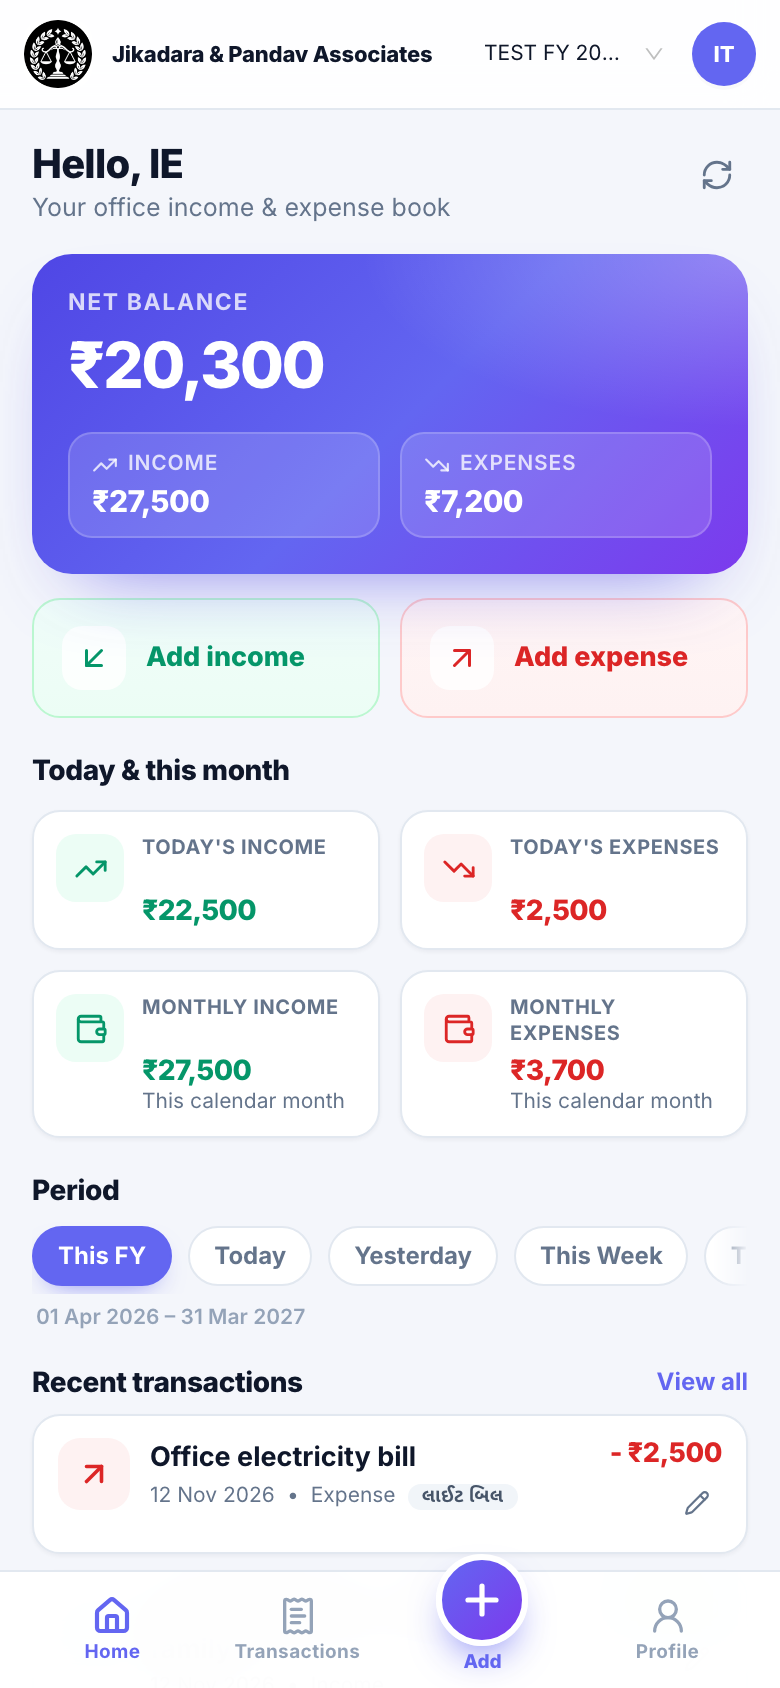 Jikadara & Pandav Associates
TEST FY 20...
IT
Hello, IE
Your office income & expense book
NET BALANCE
₹20,300
INCOME
₹27,500
EXPENSES
₹7,200
Add income
Add expense
Today & this month
TODAY'S INCOME
₹22,500
TODAY'S EXPENSES
₹2,500
MONTHLY INCOME
₹27,500
This calendar month
MONTHLY
EXPENSES
₹3,700
This calendar month
Period
This FY
Today
Yesterday
This Week
T
01 Apr 2026 – 31 Mar 2027
Recent transactions
View all
Office electricity bill
- ₹2,500
12 Nov 2026 • Expense લાઈટ બિલ
Home
Transactions
Add
Profile